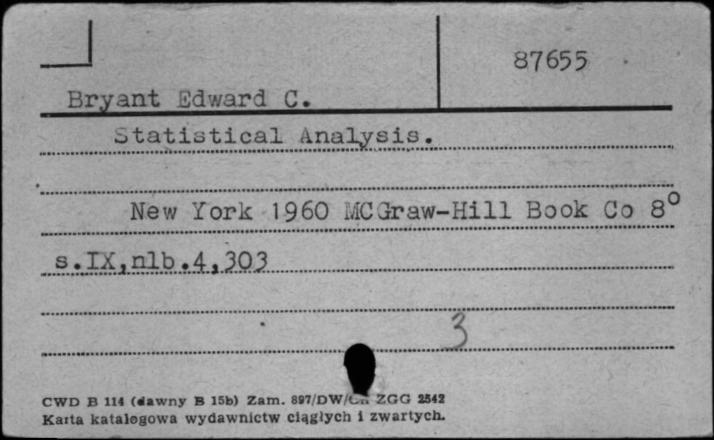 87655
Bryant Edward C.
Statistical Analysis.
New York 1960 MCGraw-Hill Book Co 8°
s.IX,nlb.4,303
3
CWD B 114 (dawny B 15b) Zam. 897/DW/ ZGG 2542
Karta katalogowa wydawnictw ciągłych i zwartych.